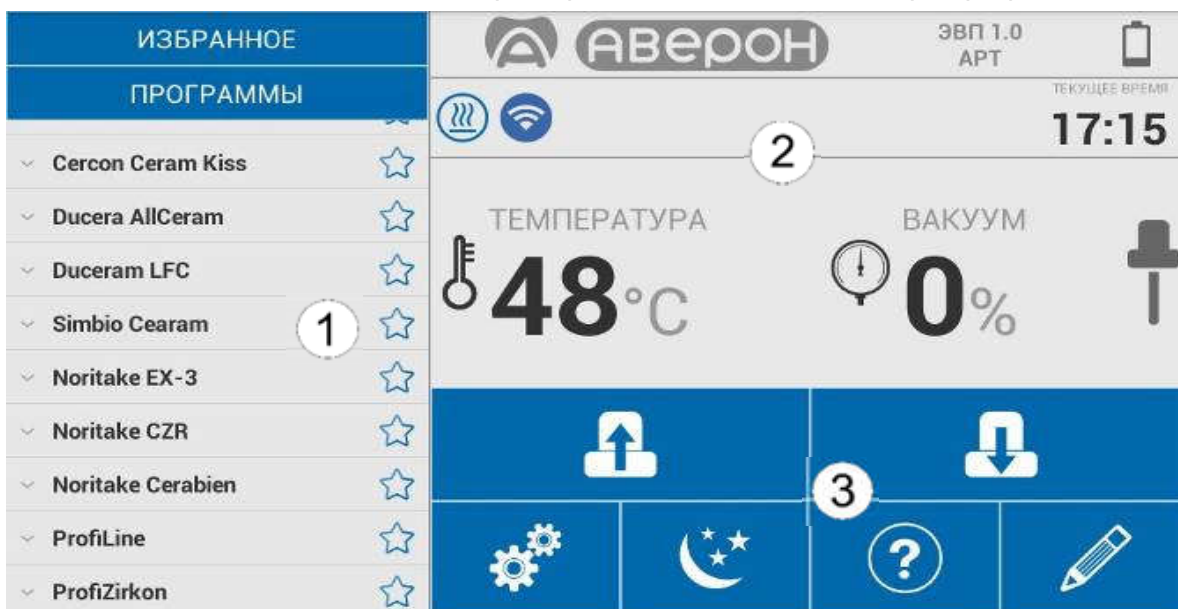 ИЗБРАННОЕ
ПРОГРАММЫ
Cercon Ceram Kiss
Ducera AllCeram
Duceram LFC
Simbio Cearam
1
Noritake EX-3
Noritake CZR
Noritake Cerabien
ProfiLine
ProfiZirkon
АВЕРОН
ЭВП 1.0
АРТ
ТЕКУЩЕЕ ВРЕМЯ
17:15
2
ТЕМПЕРАТУРА
48°C
ВАКУУМ
0%
3
?